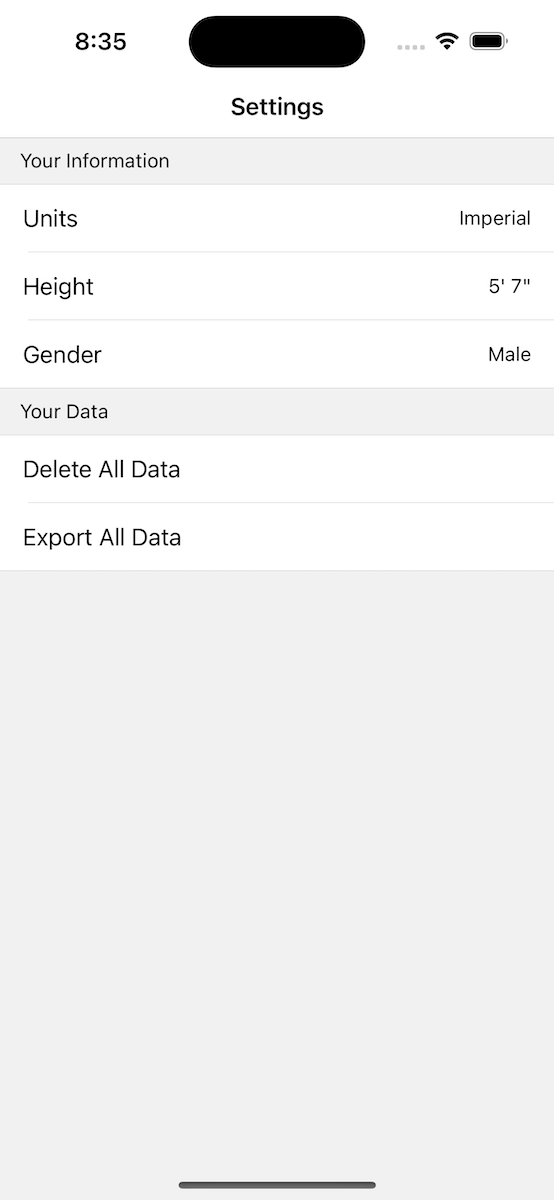 8:35
Settings
Your Information
Units Imperial
Height 5' 7"
Gender Male
Your Data
Delete All Data
Export All Data